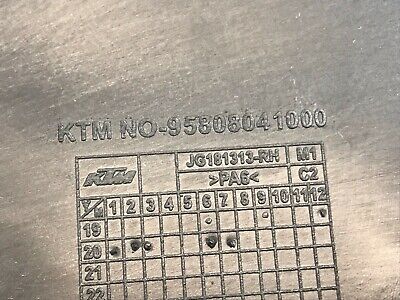 KTM NO-95808041000
JG181313-RH M1
KTM >PA6< C2
Y/M 1 2 3 4 5 6 7 8 9 10 11 12
19
20
21
22